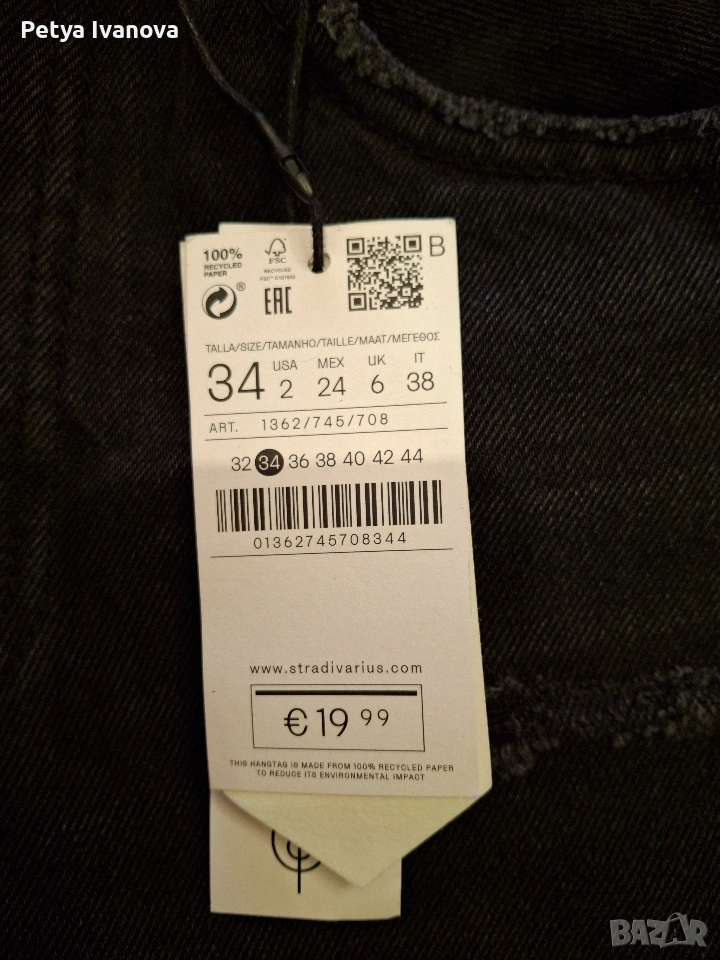 Petya Ivanova
100%
RECYCLED
PAPER
FSC
RECYCLED
®
EAC
B
TALLA/SIZE/TAMANHO/TAILLE/MAAT/ΜΕΓΕΘΟΣ
34
USA MEX UK IT
2 24 6 38
ART. 1362/745/708
32 34 36 38 40 42 44
01362745708344
www.stradivarius.com
€19 99
THIS HANGTAG IS MADE FROM 100% RECYCLED PAPER
TO REDUCE ITS ENVIRONMENTAL IMPACT
BAZAR